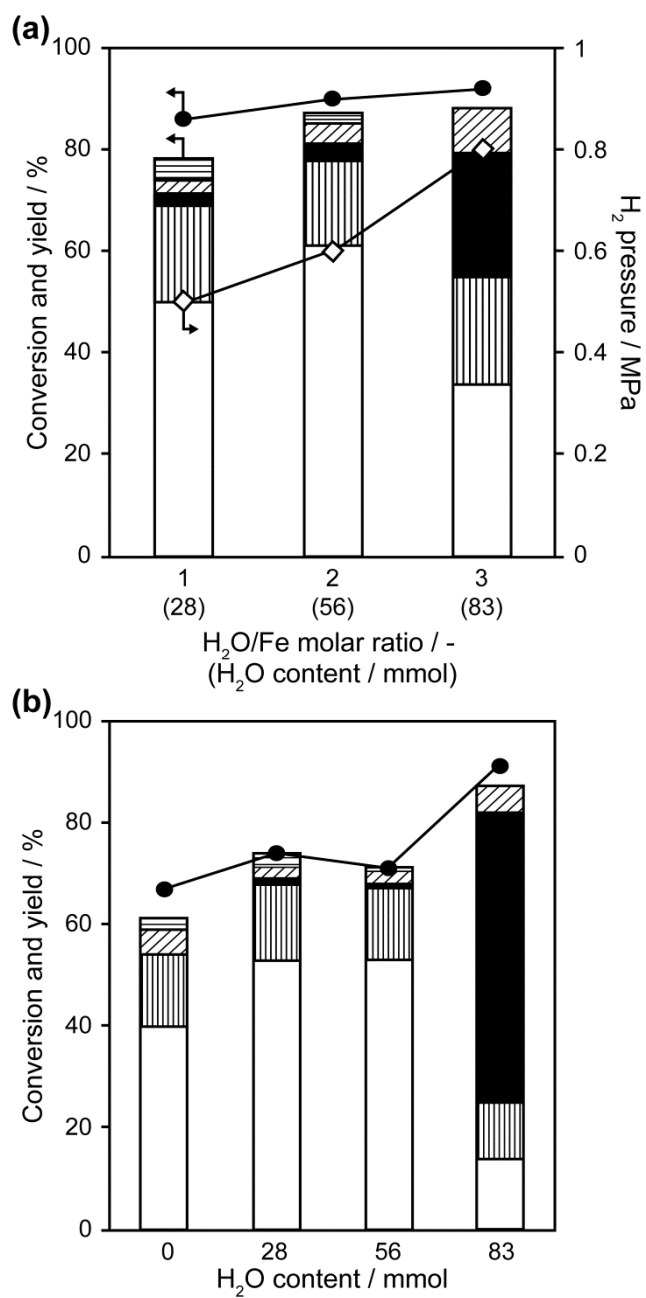 (a)
100
80
60
40
20
0
Conversion and yield / %
1
0.8
0.6
0.4
0.2
0
H₂ pressure / MPa
1 2 3
(28) (56) (83)
H₂O/Fe molar ratio / -
(H₂O content / mmol)
(b)
100
80
60
40
20
0
Conversion and yield / %
0 28 56 83
H₂O content / mmol